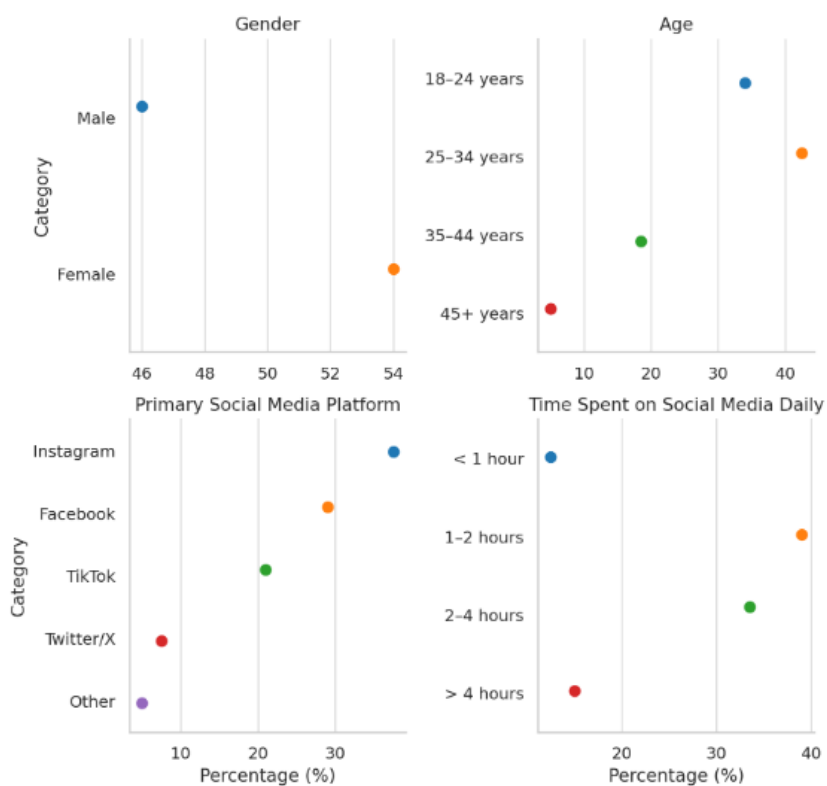 Gender
Category
Male
Female
46 48 50 52 54
Age
18–24 years
25–34 years
35–44 years
45+ years
10 20 30 40
Primary Social Media Platform
Category
Instagram
Facebook
TikTok
Twitter/X
Other
10 20 30
Percentage (%)
Time Spent on Social Media Daily
< 1 hour
1–2 hours
2–4 hours
> 4 hours
20 30 40
Percentage (%)